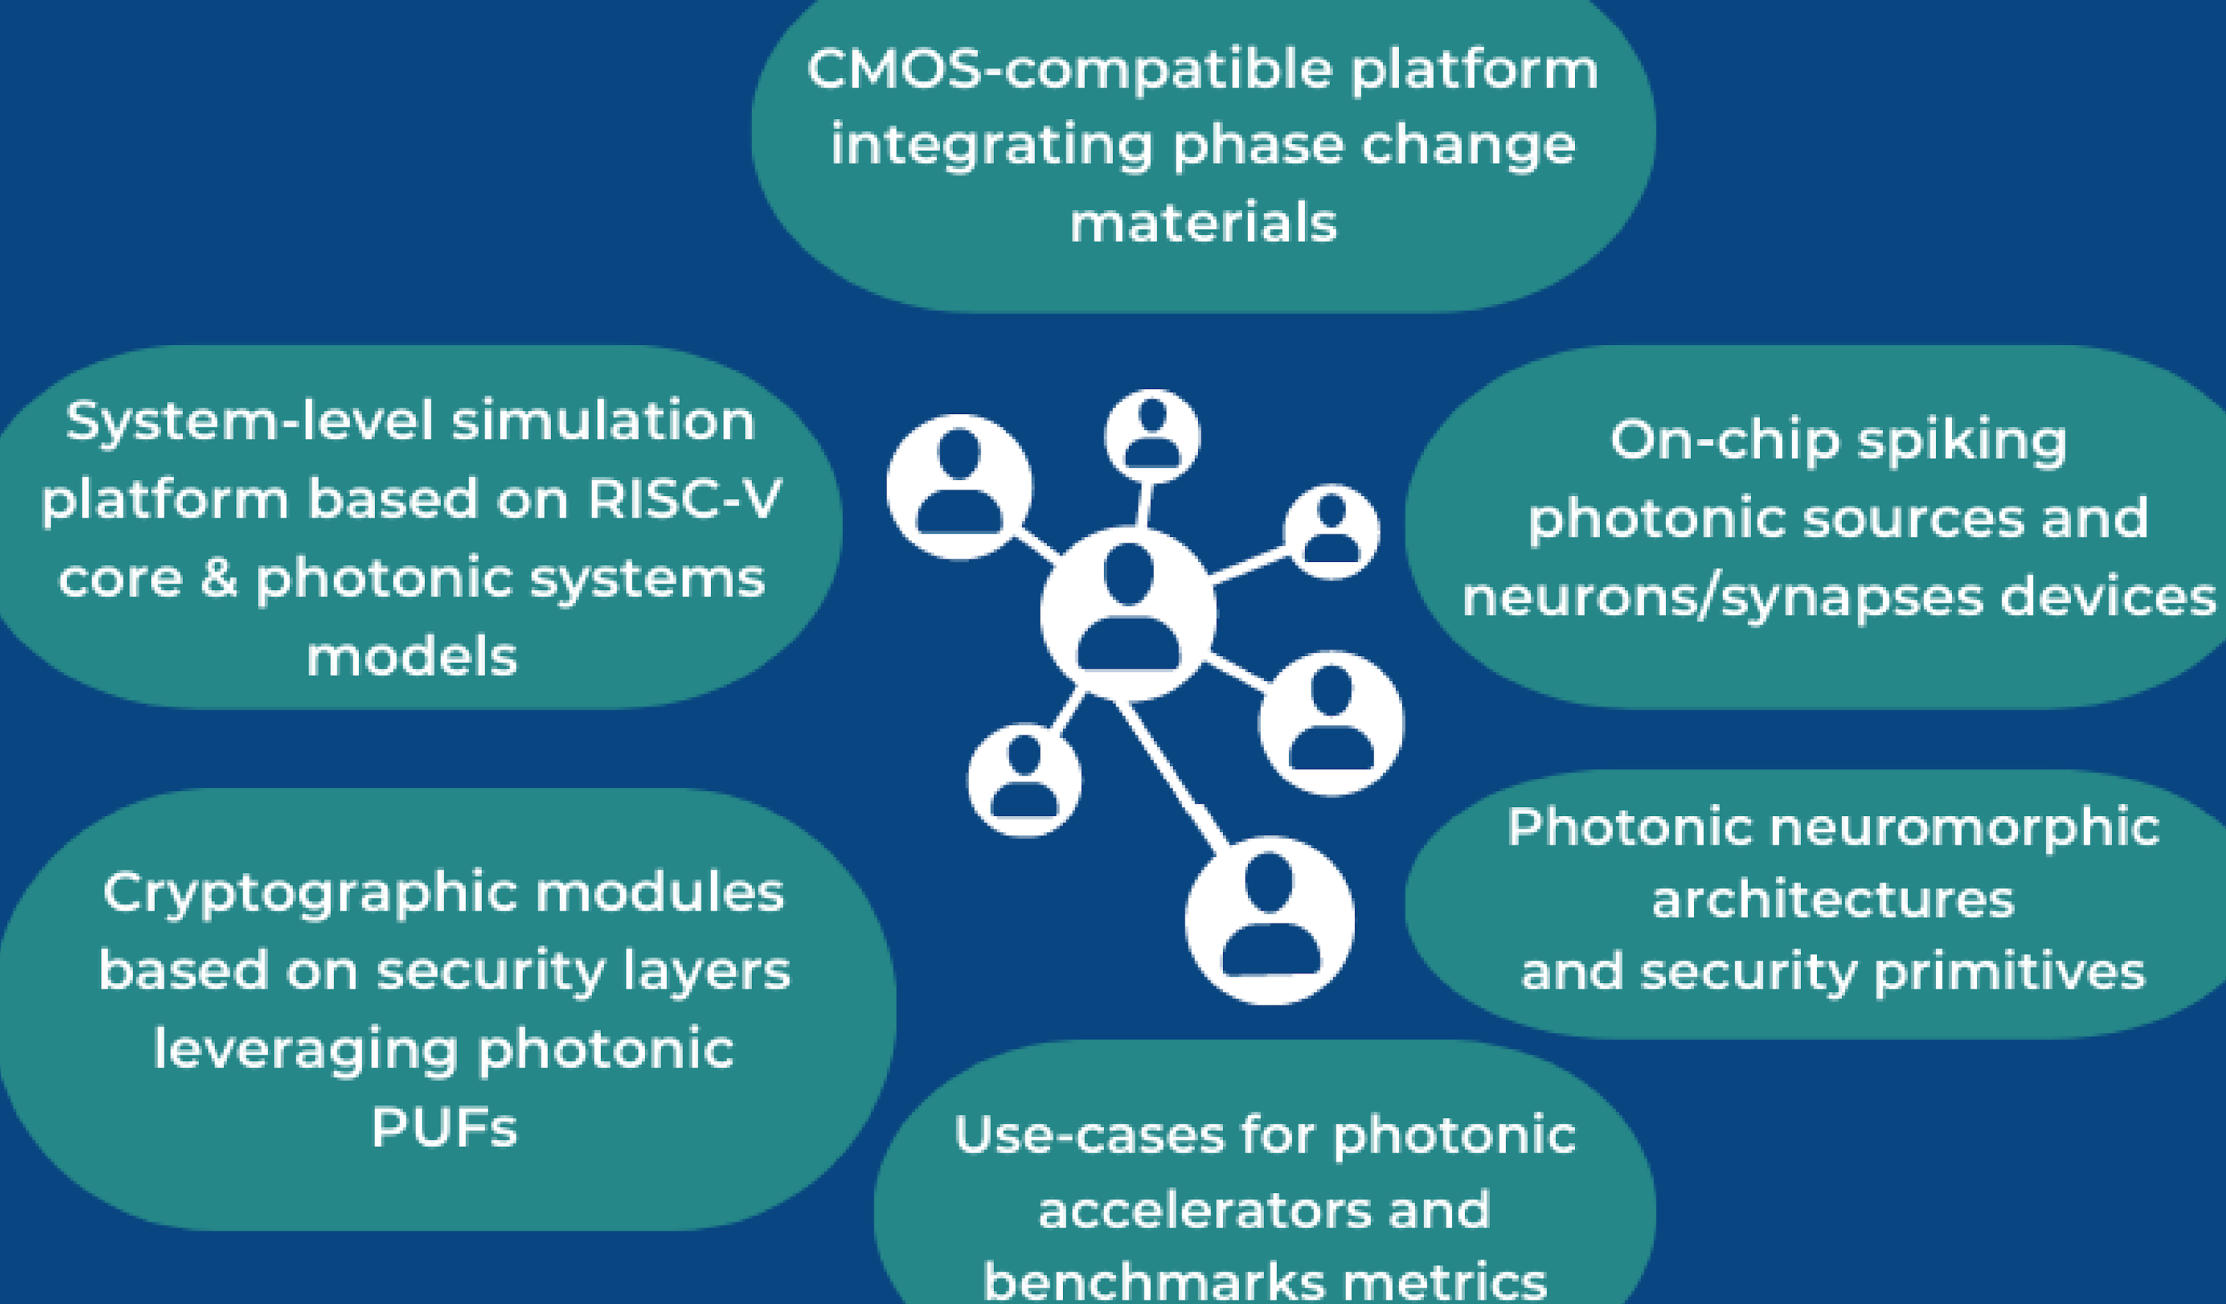 CMOS-compatible platform
integrating phase change
materials
System-level simulation
platform based on RISC-V
core & photonic systems
models
On-chip spiking
photonic sources and
neurons/synapses devices
Cryptographic modules
based on security layers
leveraging photonic
PUFs
Photonic neuromorphic
architectures
and security primitives
Use-cases for photonic
accelerators and
benchmarks metrics